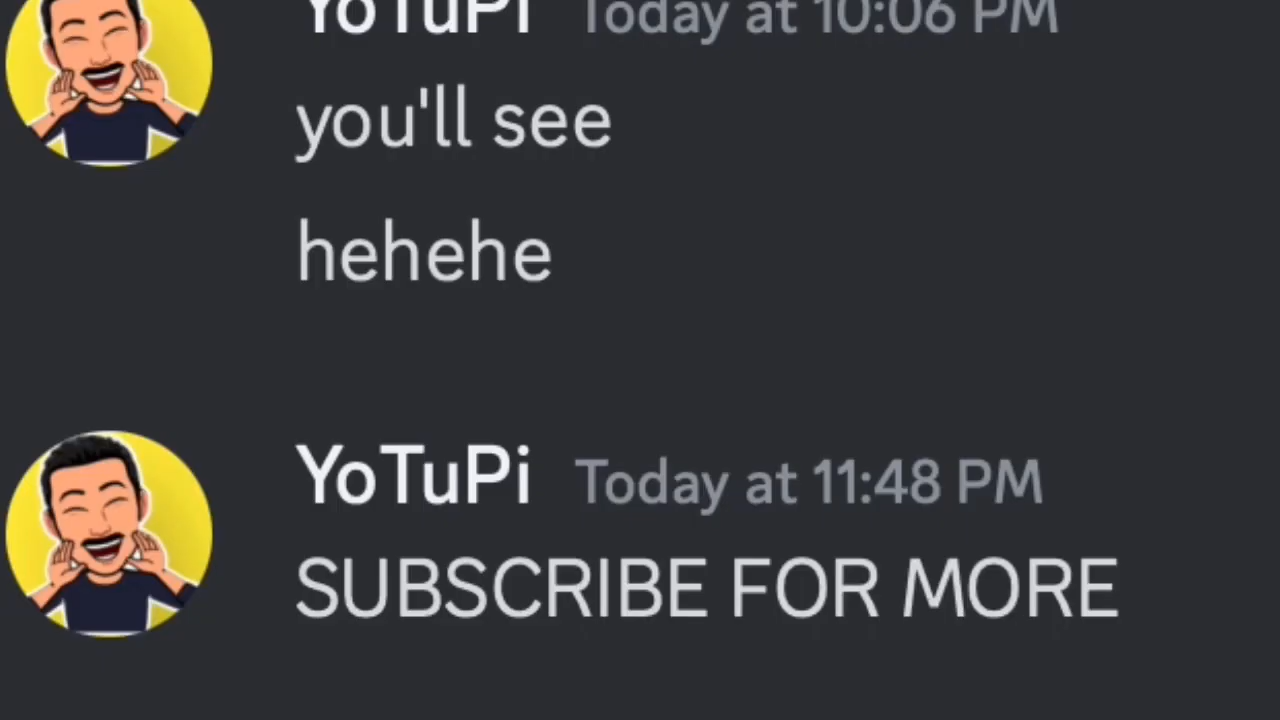 YoTuPi Today at 10:06 PM
you'll see
hehehe
YoTuPi Today at 11:48 PM
SUBSCRIBE FOR MORE